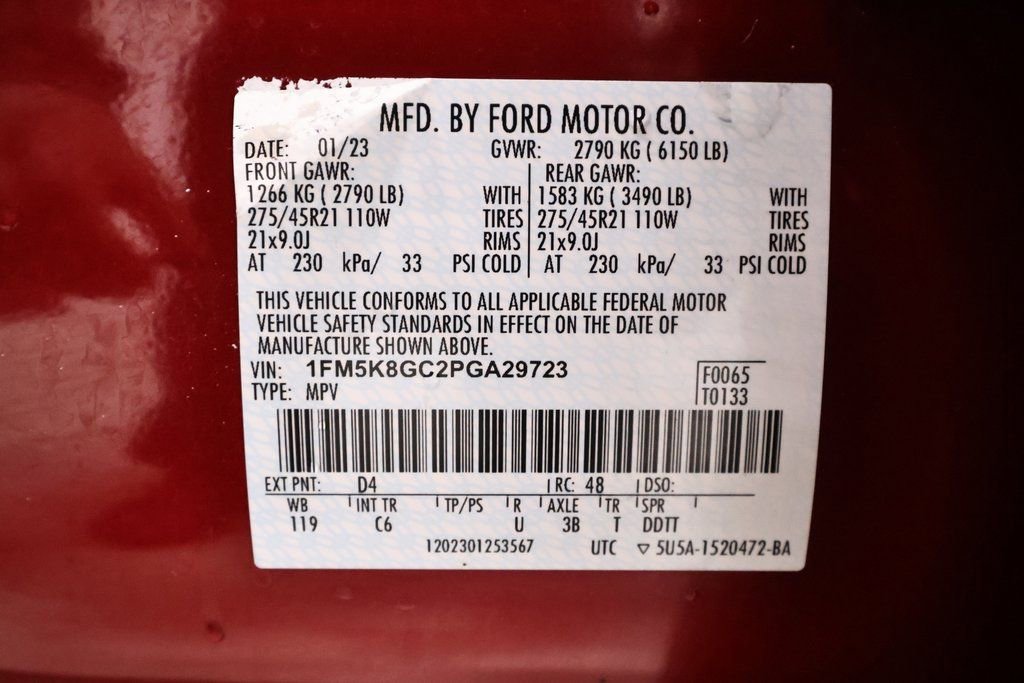 MFD. BY FORD MOTOR CO.
DATE: 01/23 GVWR: 2790 KG ( 6150 LB)
FRONT GAWR: REAR GAWR:
1266 KG ( 2790 LB) WITH 1583 KG ( 3490 LB) WITH
275/45R21 110W TIRES 275/45R21 110W TIRES
21x9.0J RIMS 21x9.0J RIMS
AT 230 kPa/ 33 PSI COLD AT 230 kPa/ 33 PSI COLD
THIS VEHICLE CONFORMS TO ALL APPLICABLE FEDERAL MOTOR
VEHICLE SAFETY STANDARDS IN EFFECT ON THE DATE OF
MANUFACTURE SHOWN ABOVE.
VIN: 1FM5K8GC2PGA29723 F0065
TYPE: MPV T0133
EXT PNT: D4 RC: 48 DSO:
WB INT TR TP/PS R AXLE TR SPR
119 C6 U 3B T DDTT
1202301253567 UTC ▽ 5U5A-1520472-BA